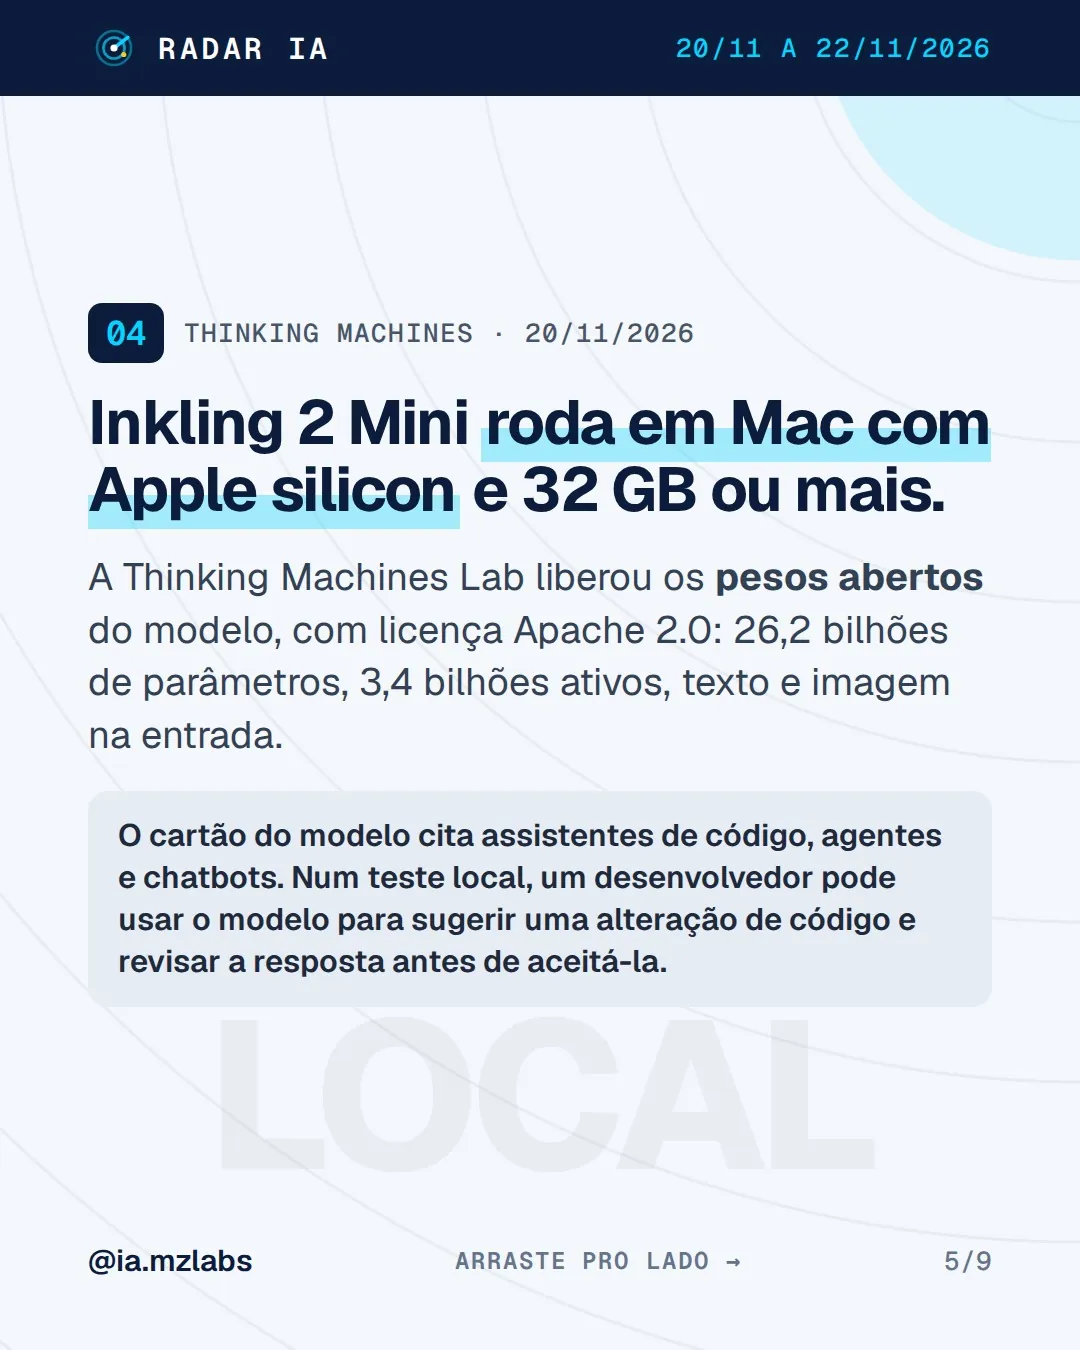 RADAR IA
20/11 A 22/11/2026
04
THINKING MACHINES · 20/11/2026
Inkling 2 Mini roda em Mac com
Apple silicon e 32 GB ou mais.
A Thinking Machines Lab liberou os pesos abertos
do modelo, com licença Apache 2.0: 26,2 bilhões
de parâmetros, 3,4 bilhões ativos, texto e imagem
na entrada.
O cartão do modelo cita assistentes de código, agentes
e chatbots. Num teste local, um desenvolvedor pode
usar o modelo para sugerir uma alteração de código e
revisar a resposta antes de aceitá-la.
LOCAL
@ia.mzlabs
ARRASTE PRO LADO →
5/9